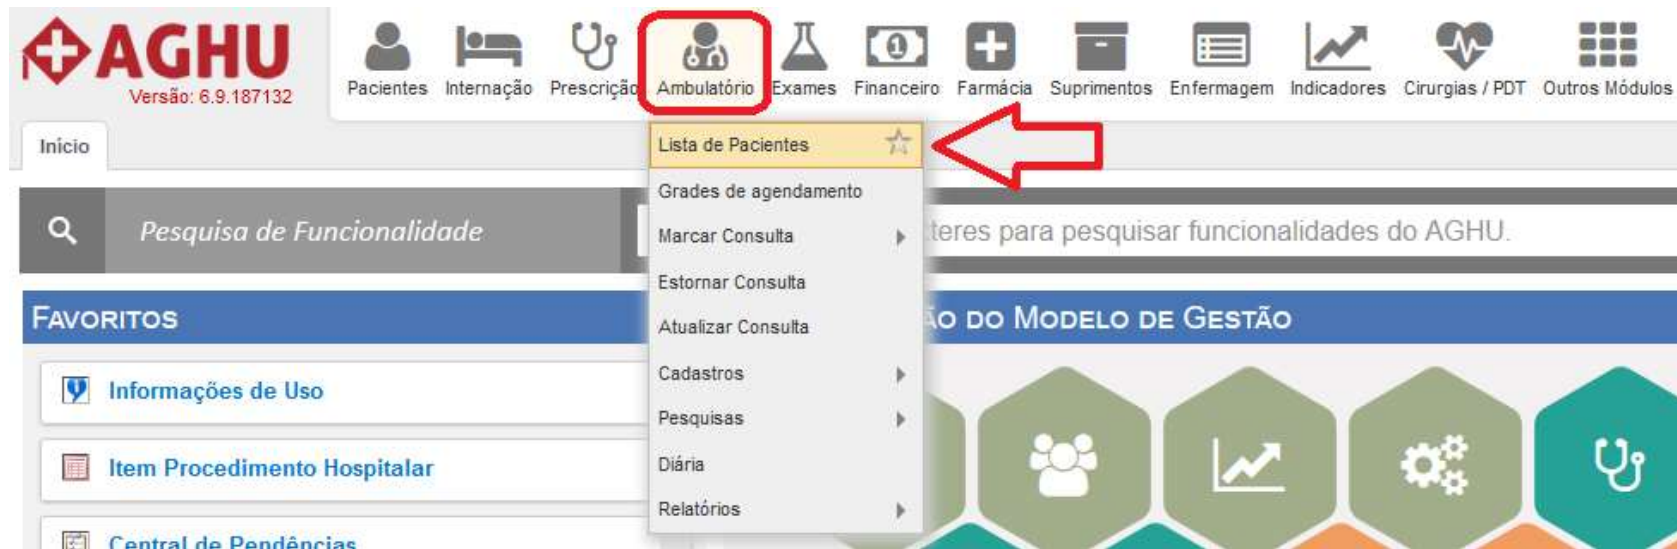 AGHU
Versão: 6.9.187132
Pacientes Internação Prescrição Ambulatório Exames Financeiro Farmácia Suprimentos Enfermagem Indicadores Cirurgias / PDT Outros Módulos
Início
Lista de Pacientes
Grades de agendamento
Marcar Consulta
Estornar Consulta
Atualizar Consulta
Cadastros
Pesquisas
Diária
Relatórios
Pesquisa de Funcionalidade
teres para pesquisar funcionalidades do AGHU.
FAVORITOS
Informações de Uso
Item Procedimento Hospitalar
Central de Pendências
ÃO DO MODELO DE GESTÃO